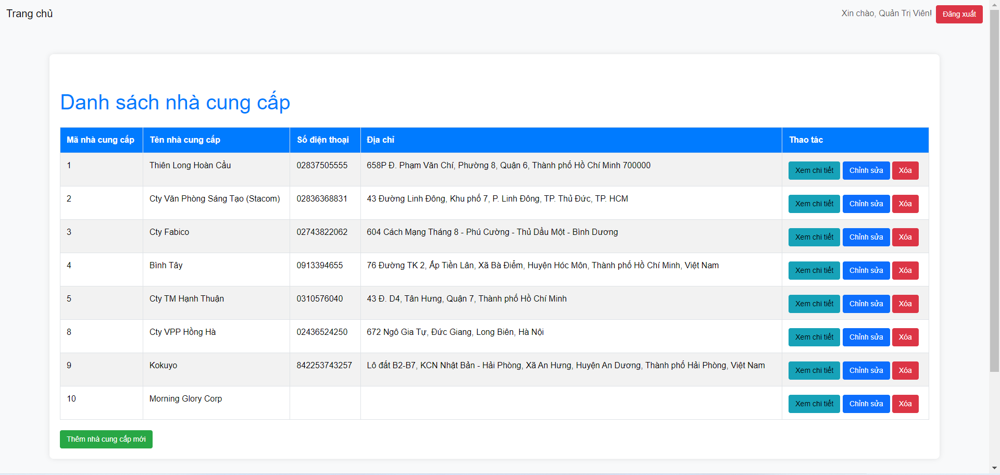 Trang chủ
Xin chào, Quản Trị Viên! Đăng xuất
Danh sách nhà cung cấp
Mã nhà cung cấp Tên nhà cung cấp Số điện thoại Địa chỉ Thao tác
1 Thiên Long Hoàn Cầu 02837505555 658P Đ. Phạm Văn Chí, Phường 8, Quận 6, Thành phố Hồ Chí Minh 700000 Xem chi tiết Chỉnh sửa Xóa
2 Cty Văn Phòng Sáng Tạo (Stacom) 02836368831 43 Đường Linh Đông, Khu phố 7, P. Linh Đông, TP. Thủ Đức, TP. HCM Xem chi tiết Chỉnh sửa Xóa
3 Cty Fabico 02743822062 604 Cách Mạng Tháng 8 - Phú Cường - Thủ Dầu Một - Bình Dương Xem chi tiết Chỉnh sửa Xóa
4 Bình Tây 0913394655 76 Đường TK 2, Ấp Tiền Lân, Xã Bà Điểm, Huyện Hóc Môn, Thành phố Hồ Chí Minh, Việt Nam Xem chi tiết Chỉnh sửa Xóa
5 Cty TM Hạnh Thuận 0310576040 43 Đ. D4, Tân Hưng, Quận 7, Thành phố Hồ Chí Minh Xem chi tiết Chỉnh sửa Xóa
8 Cty VPP Hồng Hà 02436524250 672 Ngô Gia Tự, Đức Giang, Long Biên, Hà Nội Xem chi tiết Chỉnh sửa Xóa
9 Kokuyo 842253743257 Lô đất B2-B7, KCN Nhật Bản - Hải Phòng, Xã An Hưng, Huyện An Dương, Thành phố Hải Phòng, Việt Nam Xem chi tiết Chỉnh sửa Xóa
10 Morning Glory Corp Xem chi tiết Chỉnh sửa Xóa
Thêm nhà cung cấp mới